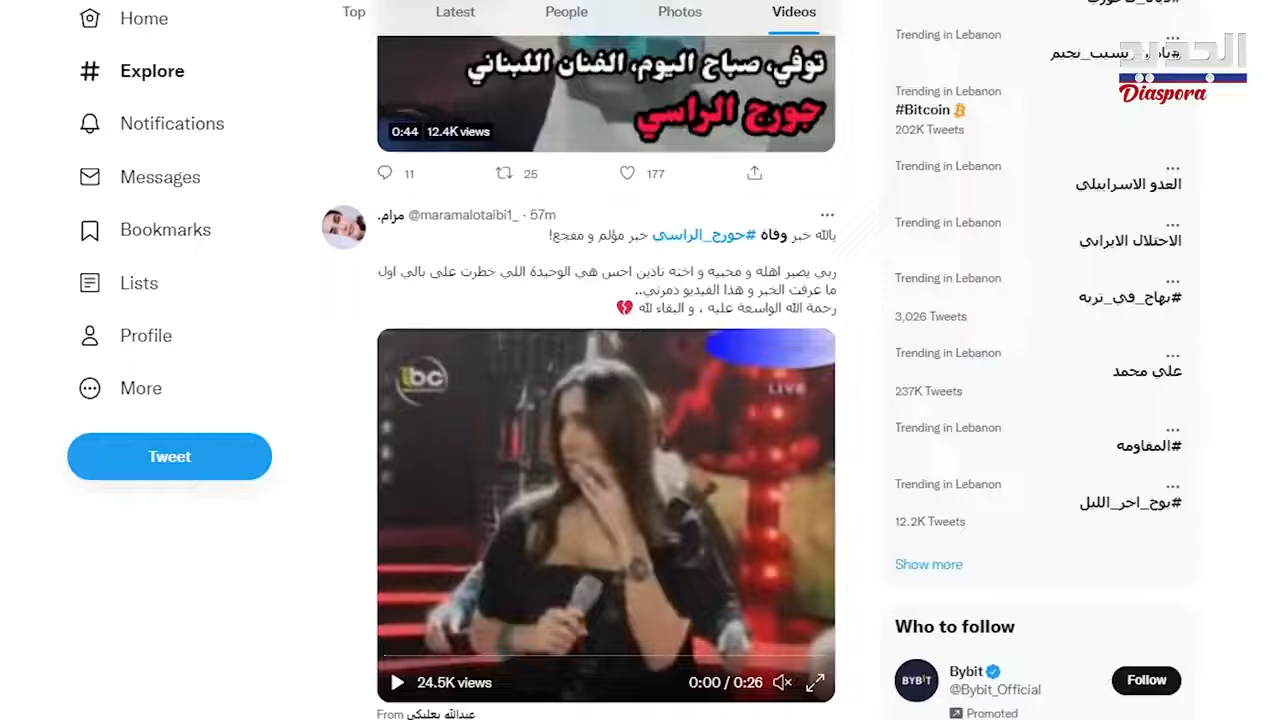 Home
Explore
Notifications
Messages
Bookmarks
Lists
Profile
More
Tweet
Top Latest People Photos Videos
توفي، صباح اليوم، الفنان اللبناني
جورج الراسي
0:44 12.4K views
11 25 177
مرام. @maramalotaibi1_ · 57m
يالله خبر وفاة #جورج_الراسي خبر مؤلم و مفجع!
ربي يصبر اهله و محبيه و اخته نادين احس هي الوحيدة اللي خطرت على بالي اول
ما عرفت الخبر و هذا الفيديو دمرني..
رحمة الله الواسعة عليه ، و البقاء لله 💔
lbc
LIVE
24.5K views 0:00 / 0:26
From عبدالله بعلبكي
Trending in Lebanon
Trending in Lebanon
#Bitcoin
202K Tweets
Trending in Lebanon
العدو الاسراييلي
Trending in Lebanon
الاحتلال الايراني
Trending in Lebanon
#بهاج_في_تربه
3,026 Tweets
Trending in Lebanon
علي محمد
237K Tweets
Trending in Lebanon
#المقاومه
Trending in Lebanon
#بوح_اخر_الليل
12.2K Tweets
Show more
Who to follow
BYBIT
Bybit
@Bybit_Official
Follow
Promoted
الجديد
Diaspora